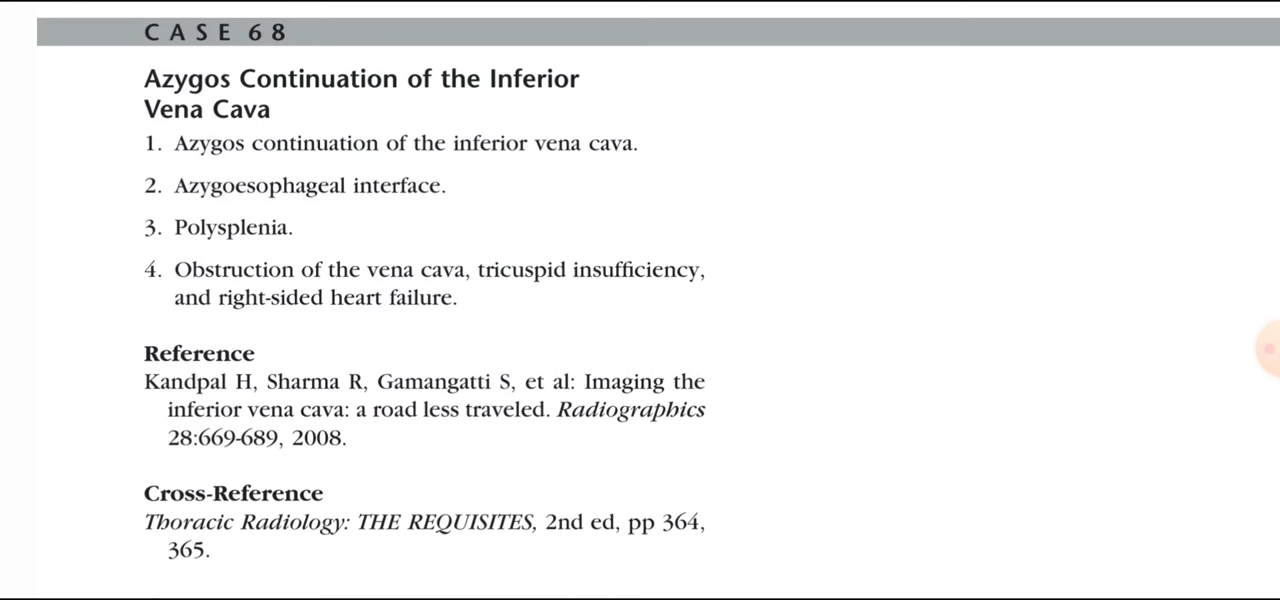 CASE 68
Azygos Continuation of the Inferior
Vena Cava
1. Azygos continuation of the inferior vena cava.
2. Azygoesophageal interface.
3. Polysplenia.
4. Obstruction of the vena cava, tricuspid insufficiency,
and right-sided heart failure.
Reference
Kandpal H, Sharma R, Gamangatti S, et al: Imaging the
inferior vena cava: a road less traveled. Radiographics
28:669-689, 2008.
Cross-Reference
Thoracic Radiology: THE REQUISITES, 2nd ed, pp 364,
365.